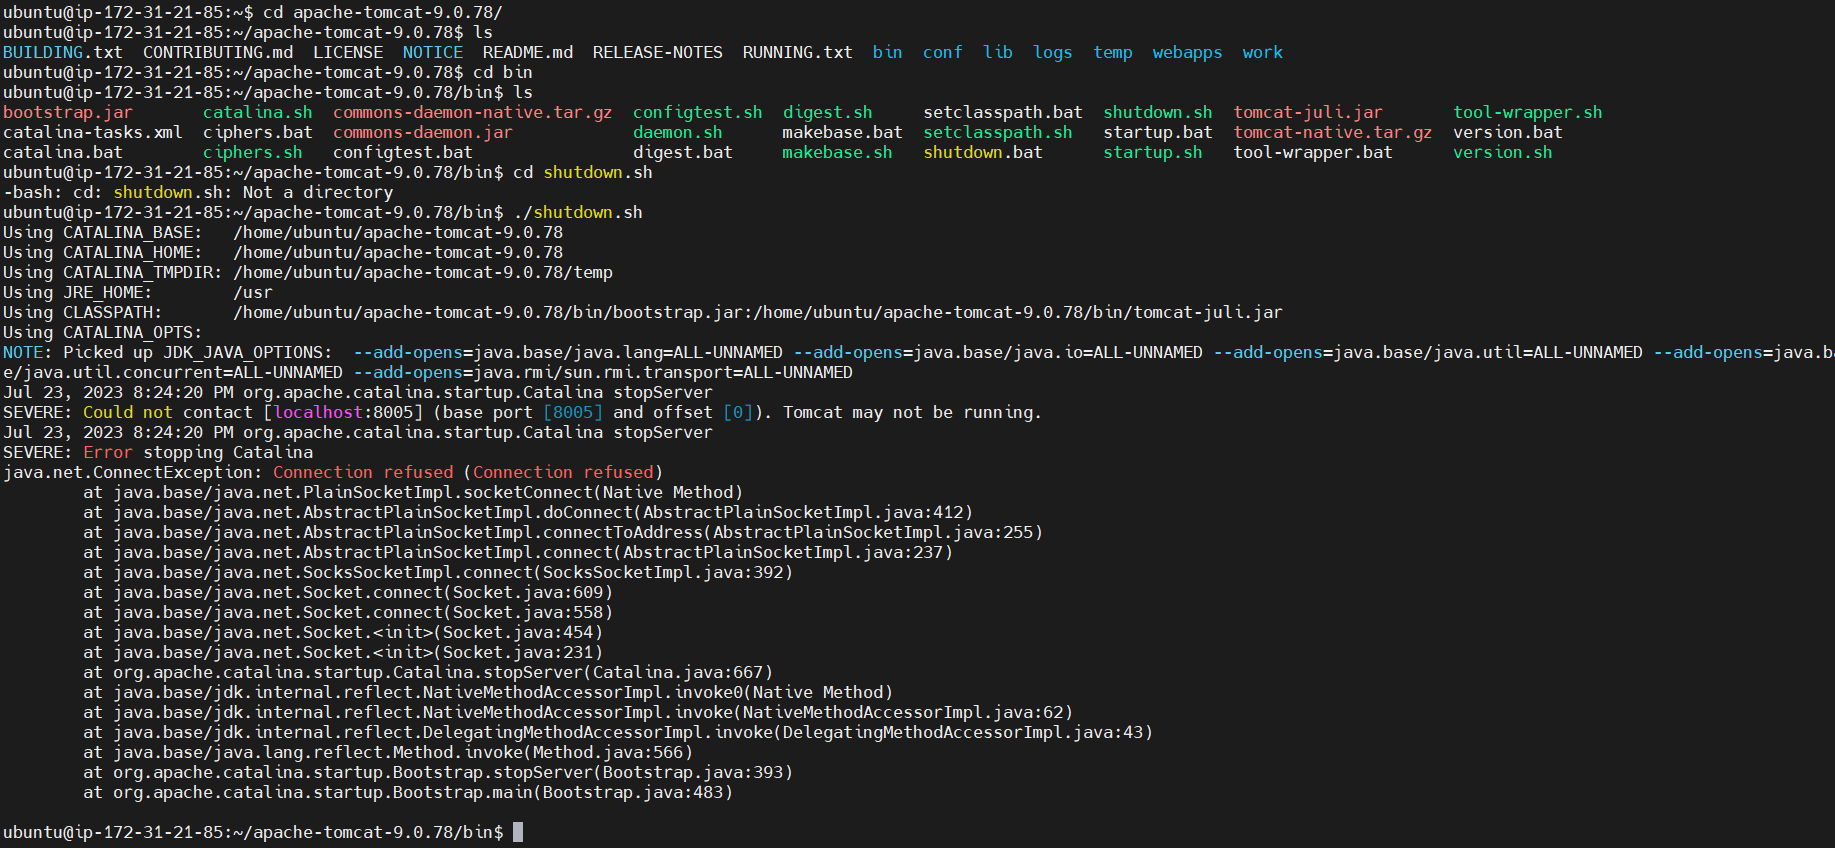 ubuntu@ip-172-31-21-85:~$ cd apache-tomcat-9.0.78/
ubuntu@ip-172-31-21-85:~/apache-tomcat-9.0.78$ ls
BUILDING.txt  CONTRIBUTING.md  LICENSE  NOTICE  README.md  RELEASE-NOTES  RUNNING.txt  bin  conf  lib  logs  temp  webapps  work
ubuntu@ip-172-31-21-85:~/apache-tomcat-9.0.78$ cd bin
ubuntu@ip-172-31-21-85:~/apache-tomcat-9.0.78/bin$ ls
bootstrap.jar       catalina.sh  commons-daemon-native.tar.gz  configtest.sh  digest.sh     setclasspath.bat  shutdown.sh  tomcat-juli.jar       tool-wrapper.sh
catalina-tasks.xml  ciphers.bat  commons-daemon.jar            daemon.sh      makebase.bat  setclasspath.sh   startup.bat  tomcat-native.tar.gz  version.bat
catalina.bat        ciphers.sh   configtest.bat                digest.bat     makebase.sh   shutdown.bat      startup.sh   tool-wrapper.bat      version.sh
ubuntu@ip-172-31-21-85:~/apache-tomcat-9.0.78/bin$ cd shutdown.sh
-bash: cd: shutdown.sh: Not a directory
ubuntu@ip-172-31-21-85:~/apache-tomcat-9.0.78/bin$ ./shutdown.sh
Using CATALINA_BASE:   /home/ubuntu/apache-tomcat-9.0.78
Using CATALINA_HOME:   /home/ubuntu/apache-tomcat-9.0.78
Using CATALINA_TMPDIR: /home/ubuntu/apache-tomcat-9.0.78/temp
Using JRE_HOME:        /usr
Using CLASSPATH:       /home/ubuntu/apache-tomcat-9.0.78/bin/bootstrap.jar:/home/ubuntu/apache-tomcat-9.0.78/bin/tomcat-juli.jar
Using CATALINA_OPTS:
NOTE: Picked up JDK_JAVA_OPTIONS:  --add-opens=java.base/java.lang=ALL-UNNAMED --add-opens=java.base/java.io=ALL-UNNAMED --add-opens=java.base/java.util=ALL-UNNAMED --add-opens=java.ba
e/java.util.concurrent=ALL-UNNAMED --add-opens=java.rmi/sun.rmi.transport=ALL-UNNAMED
Jul 23, 2023 8:24:20 PM org.apache.catalina.startup.Catalina stopServer
SEVERE: Could not contact [localhost:8005] (base port [8005] and offset [0]). Tomcat may not be running.
Jul 23, 2023 8:24:20 PM org.apache.catalina.startup.Catalina stopServer
SEVERE: Error stopping Catalina
java.net.ConnectException: Connection refused (Connection refused)
        at java.base/java.net.PlainSocketImpl.socketConnect(Native Method)
        at java.base/java.net.AbstractPlainSocketImpl.doConnect(AbstractPlainSocketImpl.java:412)
        at java.base/java.net.AbstractPlainSocketImpl.connectToAddress(AbstractPlainSocketImpl.java:255)
        at java.base/java.net.AbstractPlainSocketImpl.connect(AbstractPlainSocketImpl.java:237)
        at java.base/java.net.SocksSocketImpl.connect(SocksSocketImpl.java:392)
        at java.base/java.net.Socket.connect(Socket.java:609)
        at java.base/java.net.Socket.connect(Socket.java:558)
        at java.base/java.net.Socket.<init>(Socket.java:454)
        at java.base/java.net.Socket.<init>(Socket.java:231)
        at org.apache.catalina.startup.Catalina.stopServer(Catalina.java:667)
        at java.base/jdk.internal.reflect.NativeMethodAccessorImpl.invoke0(Native Method)
        at java.base/jdk.internal.reflect.NativeMethodAccessorImpl.invoke(NativeMethodAccessorImpl.java:62)
        at java.base/jdk.internal.reflect.DelegatingMethodAccessorImpl.invoke(DelegatingMethodAccessorImpl.java:43)
        at java.base/java.lang.reflect.Method.invoke(Method.java:566)
        at org.apache.catalina.startup.Bootstrap.stopServer(Bootstrap.java:393)
        at org.apache.catalina.startup.Bootstrap.main(Bootstrap.java:483)
ubuntu@ip-172-31-21-85:~/apache-tomcat-9.0.78/bin$